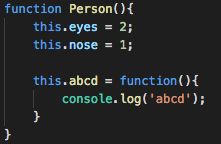 function Person(){
    this.eyes = 2;
    this.nose = 1;

    this.abcd = function(){
        console.log('abcd');
    }
}